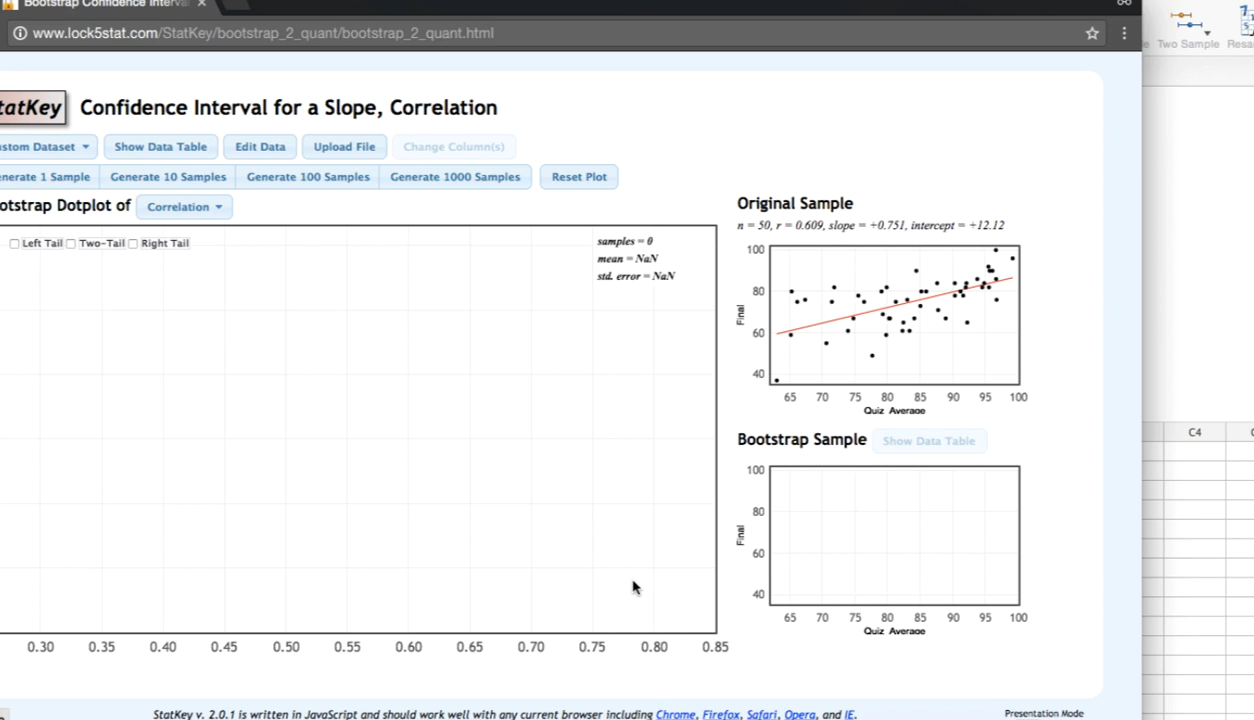 Bootstrap Confidence Interval
www.lock5stat.com/StatKey/bootstrap_2_quant/bootstrap_2_quant.html
Two Sample
tatKey Confidence Interval for a Slope, Correlation
ustom Dataset Show Data Table Edit Data Upload File Change Column(s)
enerate 1 Sample Generate 10 Samples Generate 100 Samples Generate 1000 Samples Reset Plot
otstrap Dotplot of Correlation
Left Tail Two-Tail Right Tail
samples = 0
mean = NaN
std. error = NaN
0.30 0.35 0.40 0.45 0.50 0.55 0.60 0.65 0.70 0.75 0.80 0.85
Original Sample
n = 50, r = 0.609, slope = +0.751, intercept = +12.12
100
80
60
40
Final
65 70 75 80 85 90 95 100
Quiz Average
Bootstrap Sample Show Data Table
100
80
60
40
Final
65 70 75 80 85 90 95 100
Quiz Average
C4
StatKey v. 2.0.1 is written in JavaScript and should work well with any current browser including Chrome, Firefox, Safari, Opera, and IE.
Presentation Mode